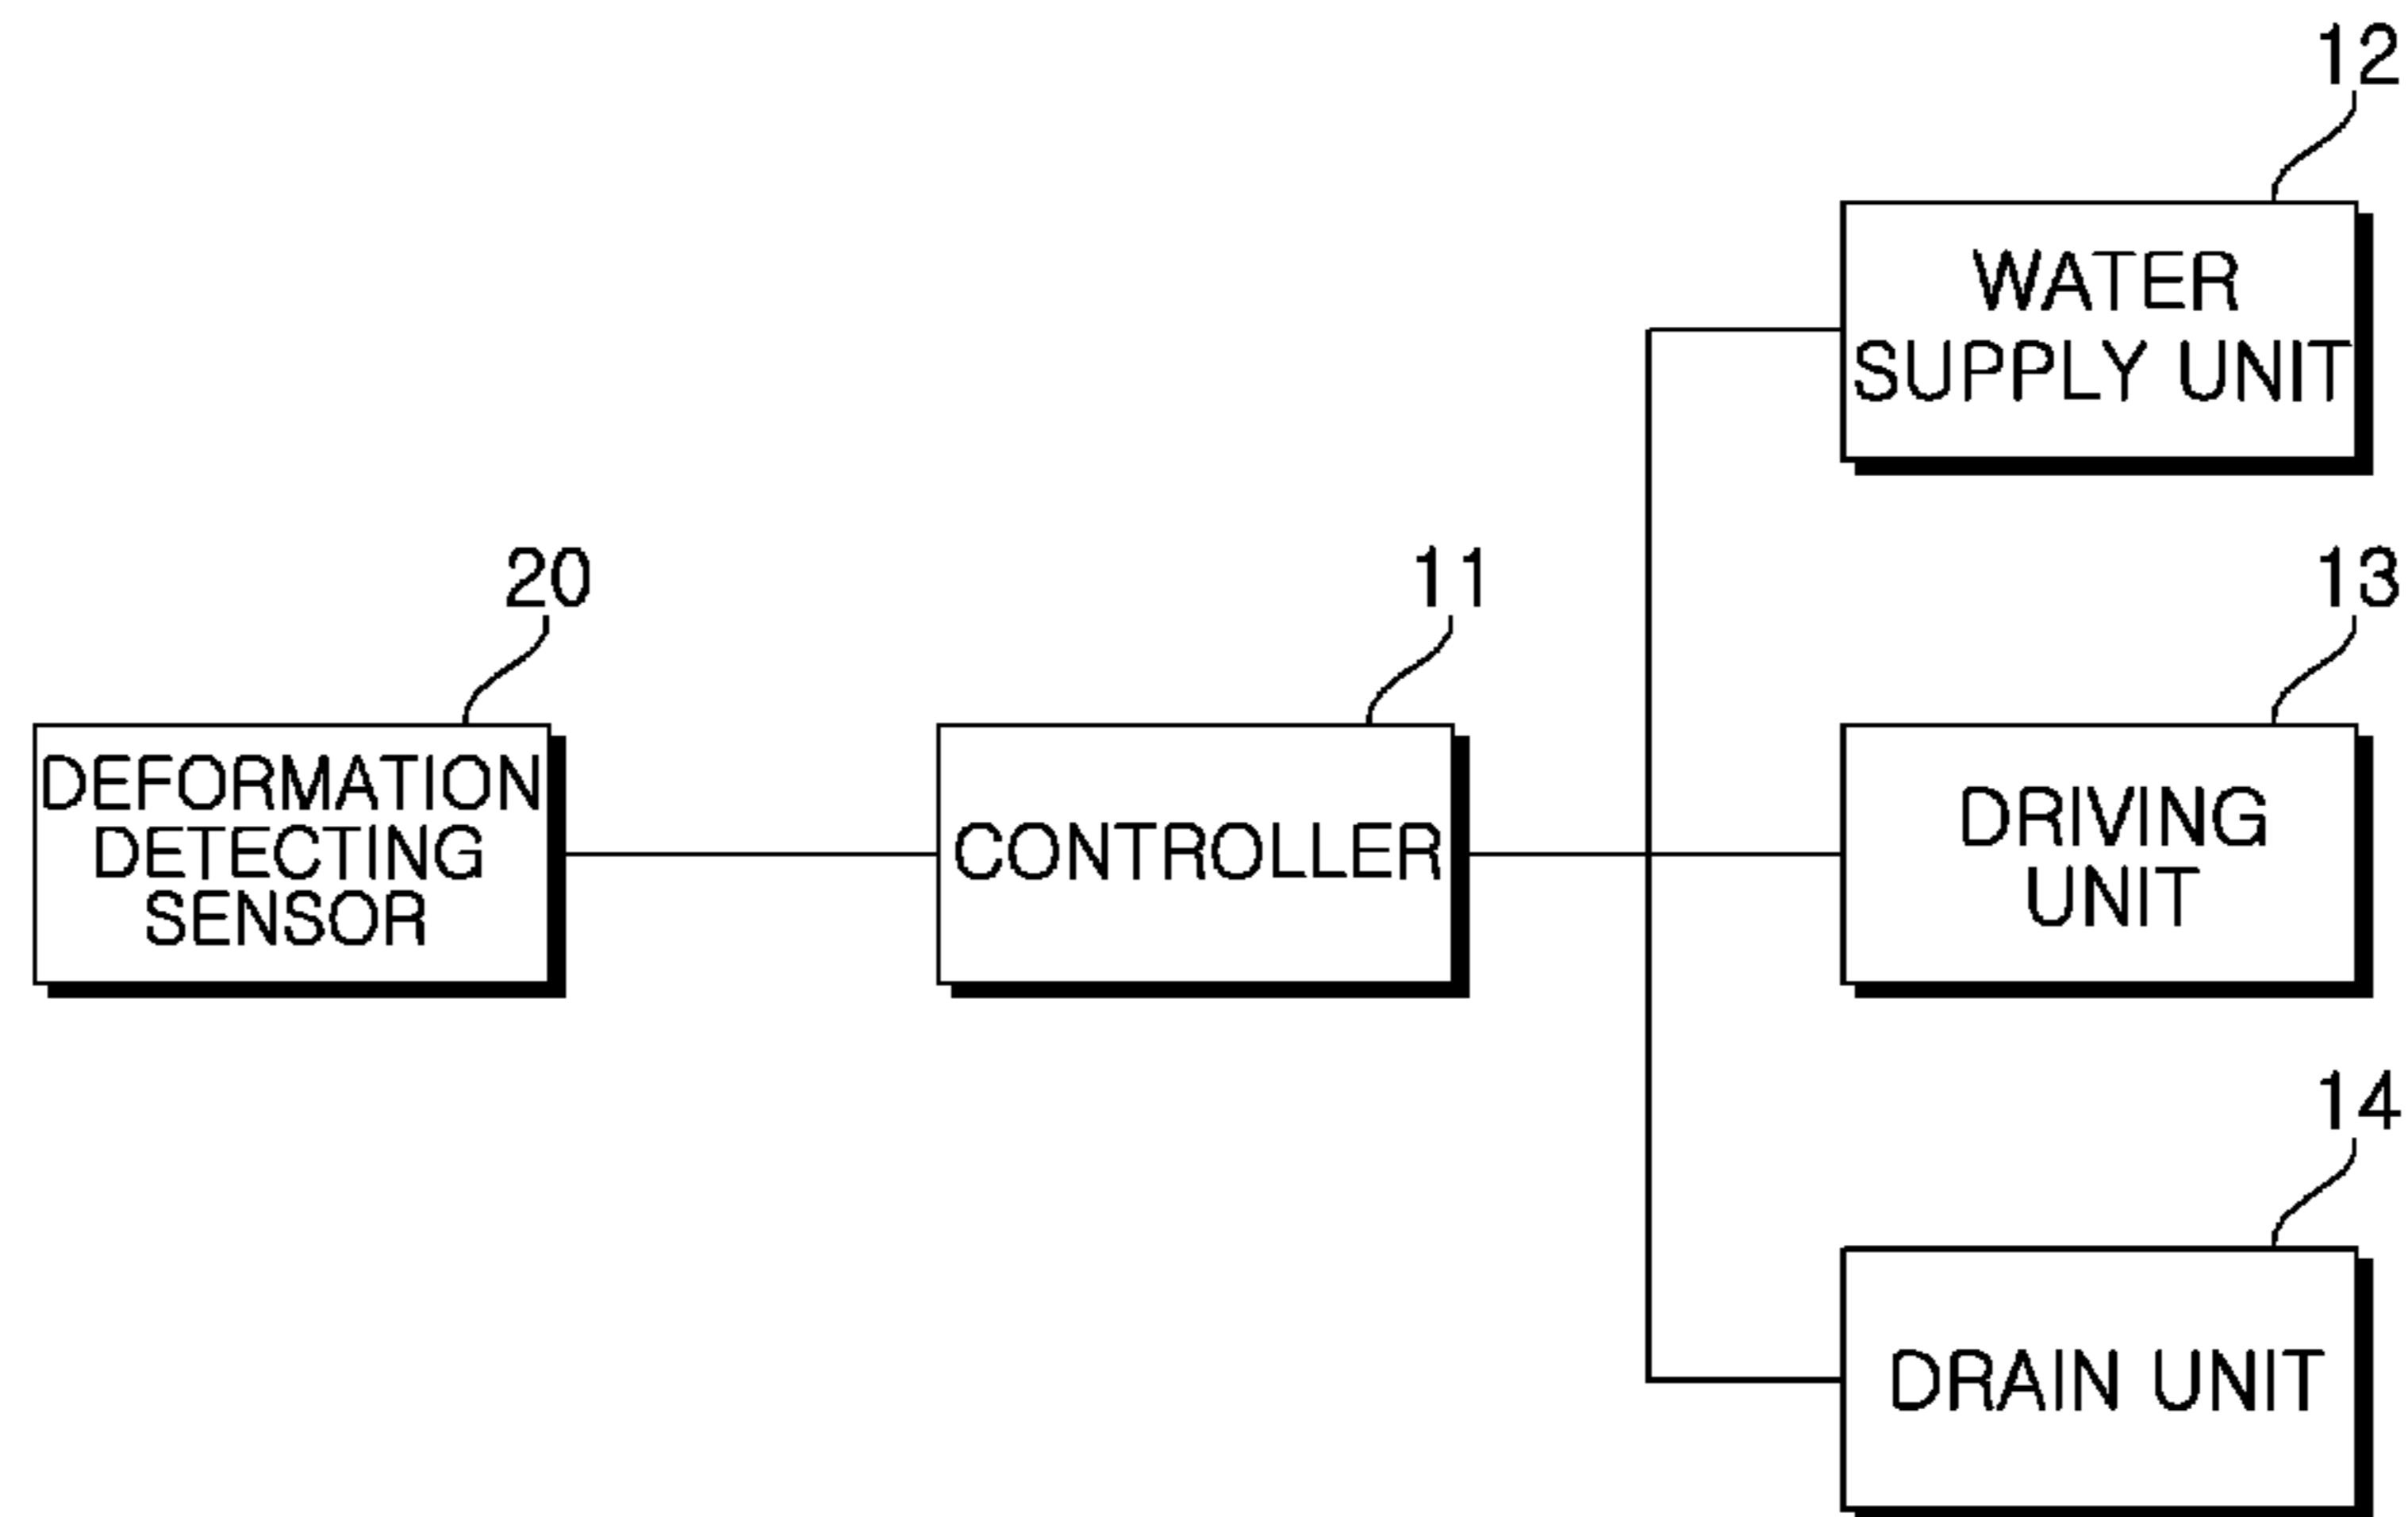 12
WATER
SUPPLY UNIT
20
DEFORMATION
DETECTING
SENSOR
11
CONTROLLER
13
DRIVING
UNIT
14
DRAIN UNIT